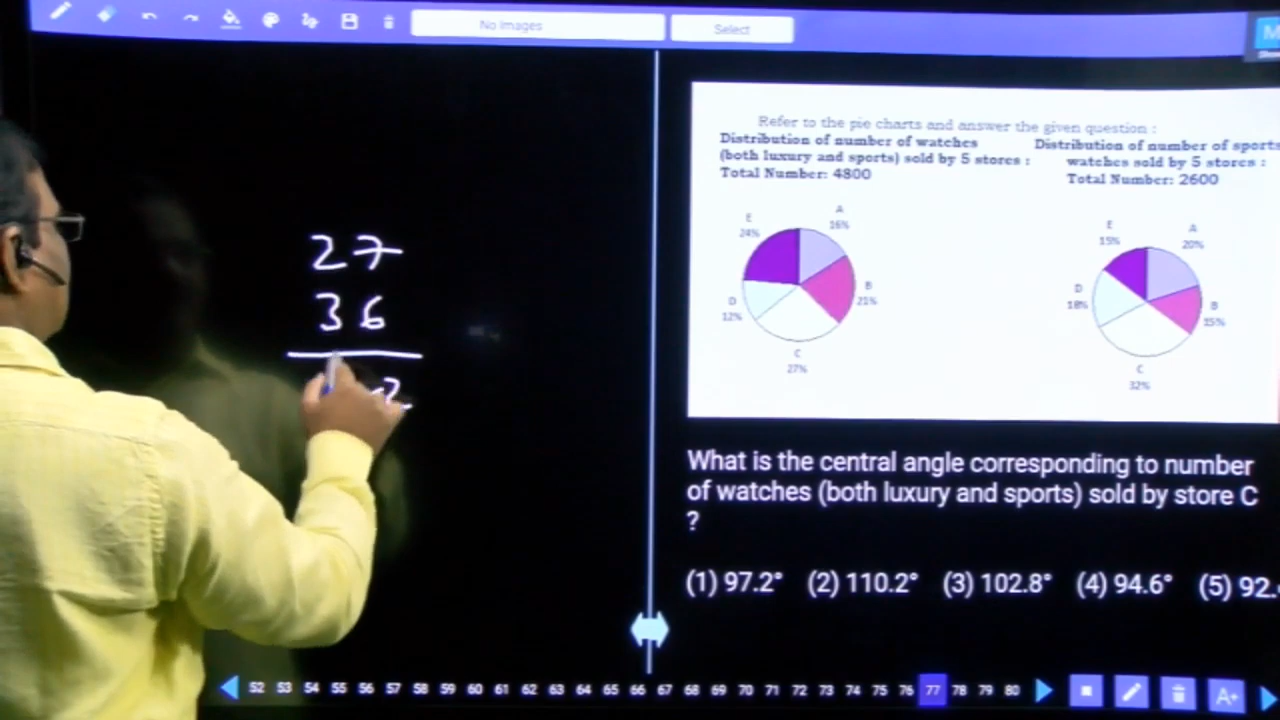 No Images
Select
M
27
36
2
Refer to the pie charts and answer the given question :
Distribution of number of watches
(both luxury and sports) sold by 5 stores :
Total Number: 4800
Distribution of number of sports
watches sold by 5 stores :
Total Number: 2600
E
24%
A
16%
B
21%
D
12%
C
27%
E
15%
A
20%
D
18%
B
15%
C
32%
What is the central angle corresponding to number
of watches (both luxury and sports) sold by store C
?
(1) 97.2° (2) 110.2° (3) 102.8° (4) 94.6° (5) 92.
52 53 54 55 56 57 58 59 60 61 62 63 64 65 66 67 68 69 70 71 72 73 74 75 76 77 78 79 80
A+